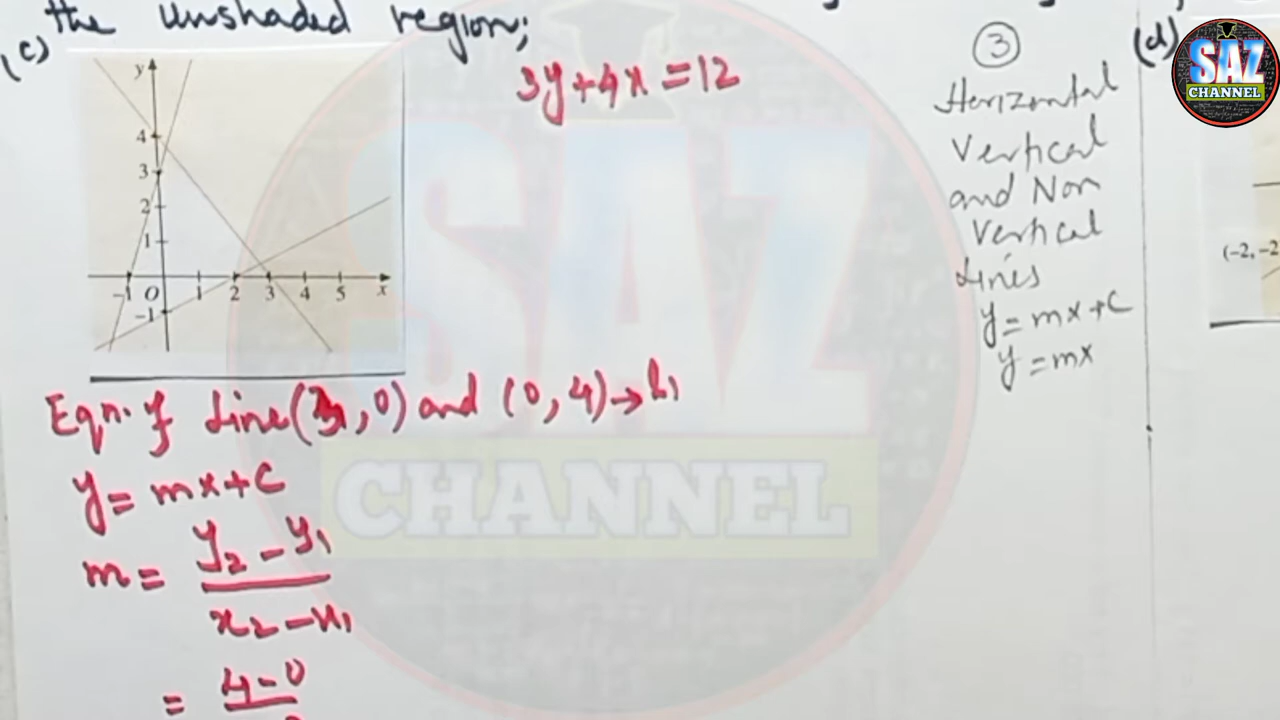 the unshaded region;
(c)
3y+4x=12
y
4
3
2
1
-1 O 1 2 3 4 5 x
-1
Eqn. of Line(3,0) and (0,4)→l1
y = mx+c
m = y2-y1
x2-x1
= 4-0
3
Horizontal
Vertical
and Non
Vertical
Lines
y = mx+c
y = mx
(d)
SAZ
CHANNEL
(-2,-2
SAZ
CHANNEL